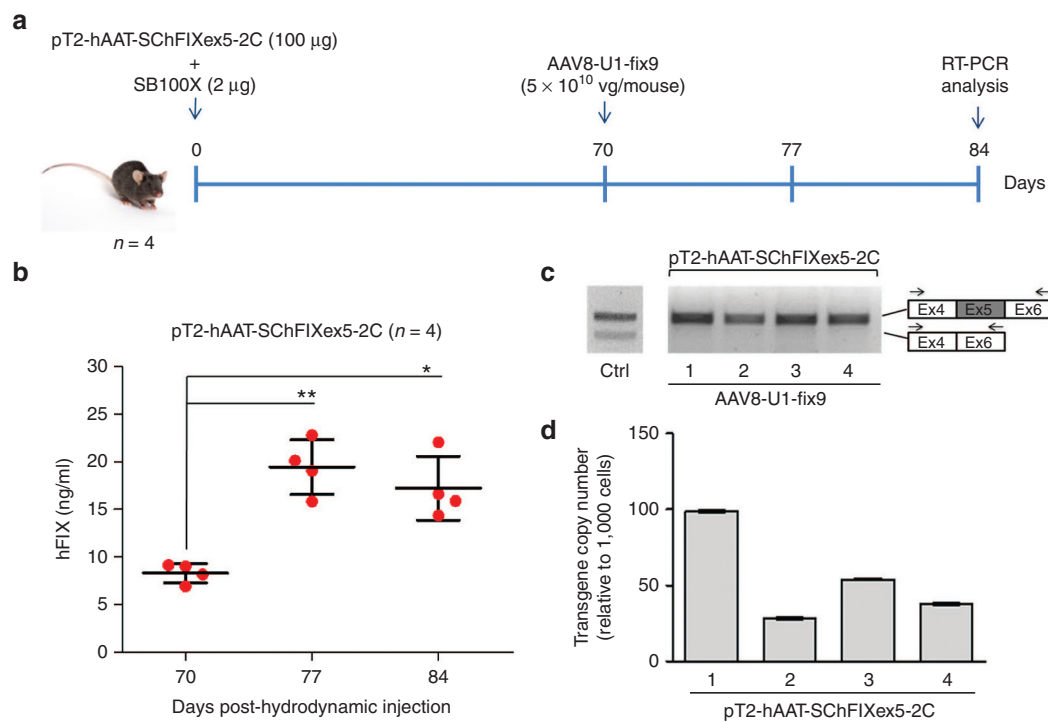 a
pT2-hAAT-SChFIXex5-2C (100 µg)
+
SB100X (2 µg)
AAV8-U1-fix9
(5 × 10¹⁰ vg/mouse)
RT-PCR
analysis
0
70
77
84
Days
n = 4
b
pT2-hAAT-SChFIXex5-2C (n = 4)
30
25
20
15
10
5
0
hFIX (ng/ml)
*
**
70
77
84
Days post-hydrodynamic injection
c
pT2-hAAT-SChFIXex5-2C
Ex4 Ex5 Ex6
Ex4 Ex6
Ctrl
1 2 3 4
AAV8-U1-fix9
d
150
100
50
0
Transgene copy number
(relative to 1,000 cells)
1 2 3 4
pT2-hAAT-SChFIXex5-2C